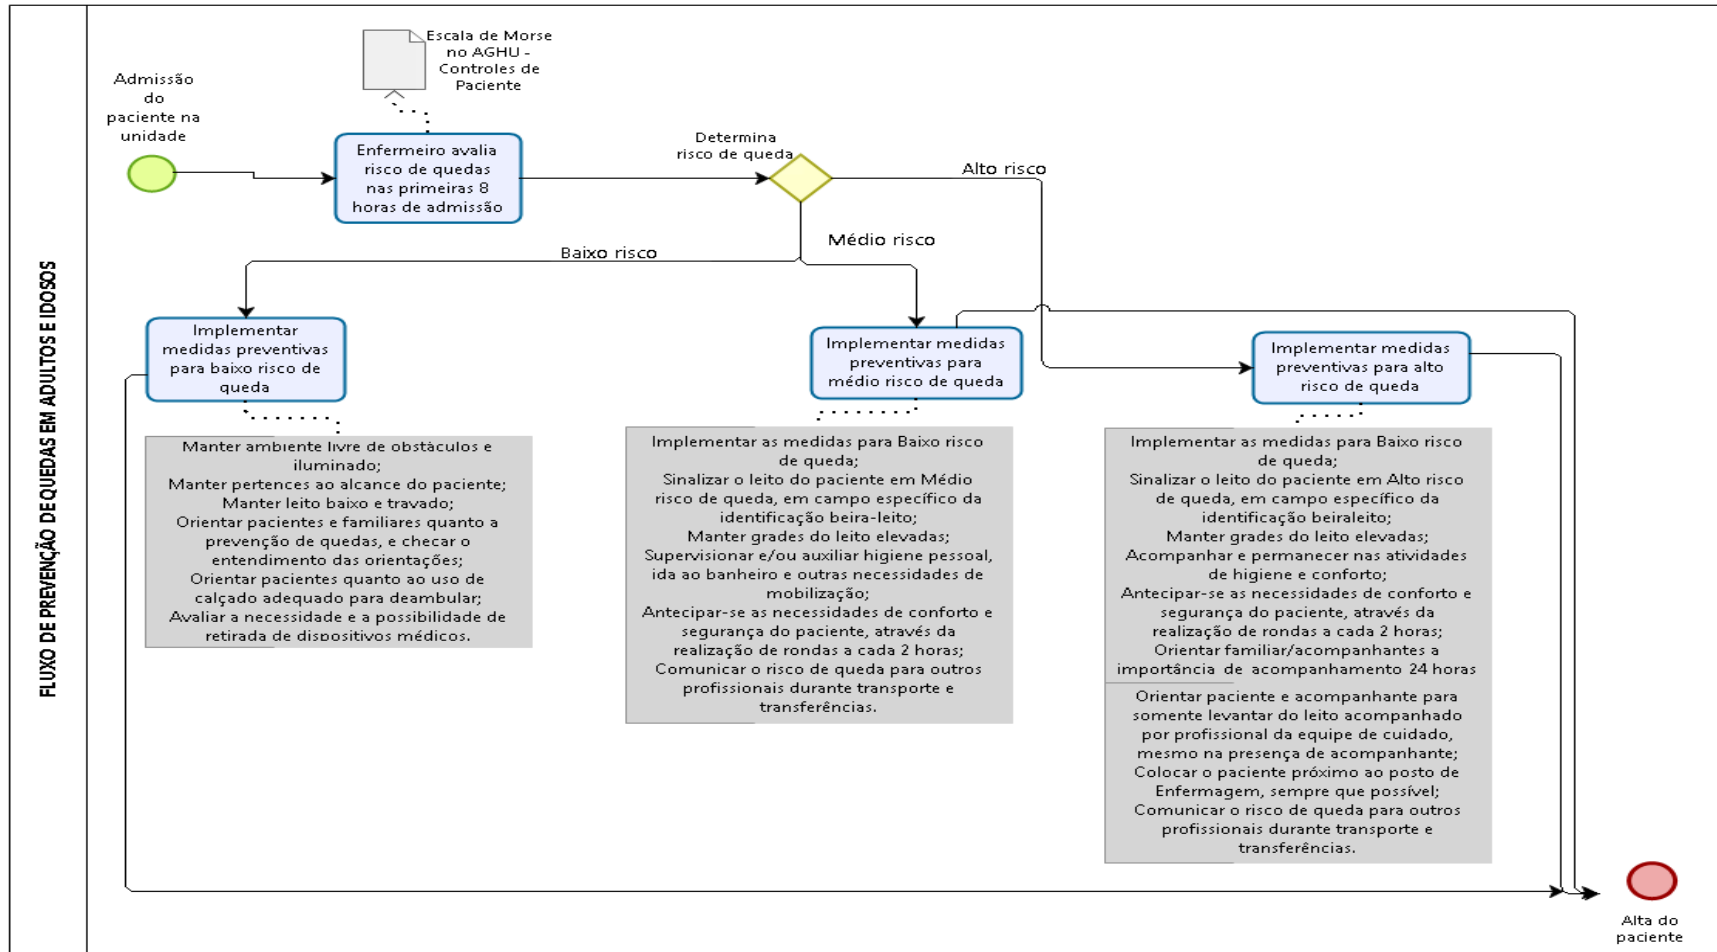 FLUXO DE PREVENÇÃO DE QUEDAS EM ADULTOS E IDOSOS
Admissão
do
paciente na
unidade
Escala de Morse
no AGHU -
Controles de
Paciente
Enfermeiro avalia
risco de quedas
nas primeiras 8
horas de admissão
Determina
risco de queda
Alto risco
Médio risco
Baixo risco
Implementar
medidas preventivas
para baixo risco de
queda
Implementar medidas
preventivas para
médio risco de queda
Implementar medidas
preventivas para alto
risco de queda
Manter ambiente livre de obstáculos e
iluminado;
Manter pertences ao alcance do paciente;
Manter leito baixo e travado;
Orientar pacientes e familiares quanto a
prevenção de quedas, e checar o
entendimento das orientações;
Orientar pacientes quanto ao uso de
calçado adequado para deambular;
Avaliar a necessidade e a possibilidade de
retirada de dispositivos médicos.
Implementar as medidas para Baixo risco
de queda;
Sinalizar o leito do paciente em Médio
risco de queda, em campo específico da
identificação beira-leito;
Manter grades do leito elevadas;
Supervisionar e/ou auxiliar higiene pessoal,
ida ao banheiro e outras necessidades de
mobilização;
Antecipar-se as necessidades de conforto e
segurança do paciente, através da
realização de rondas a cada 2 horas;
Comunicar o risco de queda para outros
profissionais durante transporte e
transferências.
Implementar as medidas para Baixo risco
de queda;
Sinalizar o leito do paciente em Alto risco
de queda, em campo específico da
identificação beiraleito;
Manter grades do leito elevadas;
Acompanhar e permanecer nas atividades
de higiene e conforto;
Antecipar-se as necessidades de conforto e
segurança do paciente, através da
realização de rondas a cada 2 horas;
Orientar familiar/acompanhantes a
importância de acompanhamento 24 horas
Orientar paciente e acompanhante para
somente levantar do leito acompanhado
por profissional da equipe de cuidado,
mesmo na presença de acompanhante;
Colocar o paciente próximo ao posto de
Enfermagem, sempre que possível;
Comunicar o risco de queda para outros
profissionais durante transporte e
transferências.
Alta do
paciente